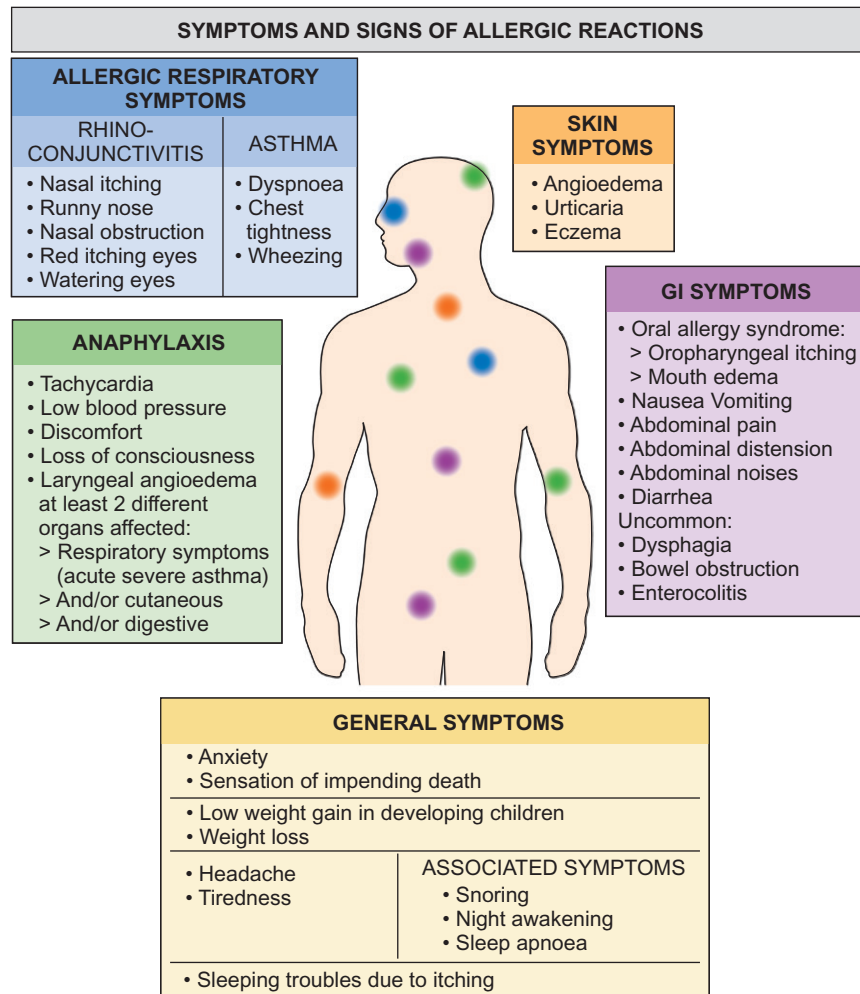 SYMPTOMS AND SIGNS OF ALLERGIC REACTIONS
ALLERGIC RESPIRATORY
SYMPTOMS
RHINO-
CONJUNCTIVITIS
• Nasal itching
• Runny nose
• Nasal obstruction
• Red itching eyes
• Watering eyes
ASTHMA
• Dyspnoea
• Chest
tightness
• Wheezing
SKIN
SYMPTOMS
• Angioedema
• Urticaria
• Eczema
ANAPHYLAXIS
• Tachycardia
• Low blood pressure
• Discomfort
• Loss of consciousness
• Laryngeal angioedema
at least 2 different
organs affected:
> Respiratory symptoms
(acute severe asthma)
> And/or cutaneous
> And/or digestive
GI SYMPTOMS
• Oral allergy syndrome:
> Oropharyngeal itching
> Mouth edema
• Nausea Vomiting
• Abdominal pain
• Abdominal distension
• Abdominal noises
• Diarrhea
Uncommon:
• Dysphagia
• Bowel obstruction
• Enterocolitis
GENERAL SYMPTOMS
• Anxiety
• Sensation of impending death
• Low weight gain in developing children
• Weight loss
• Headache
• Tiredness
ASSOCIATED SYMPTOMS
• Snoring
• Night awakening
• Sleep apnoea
• Sleeping troubles due to itching